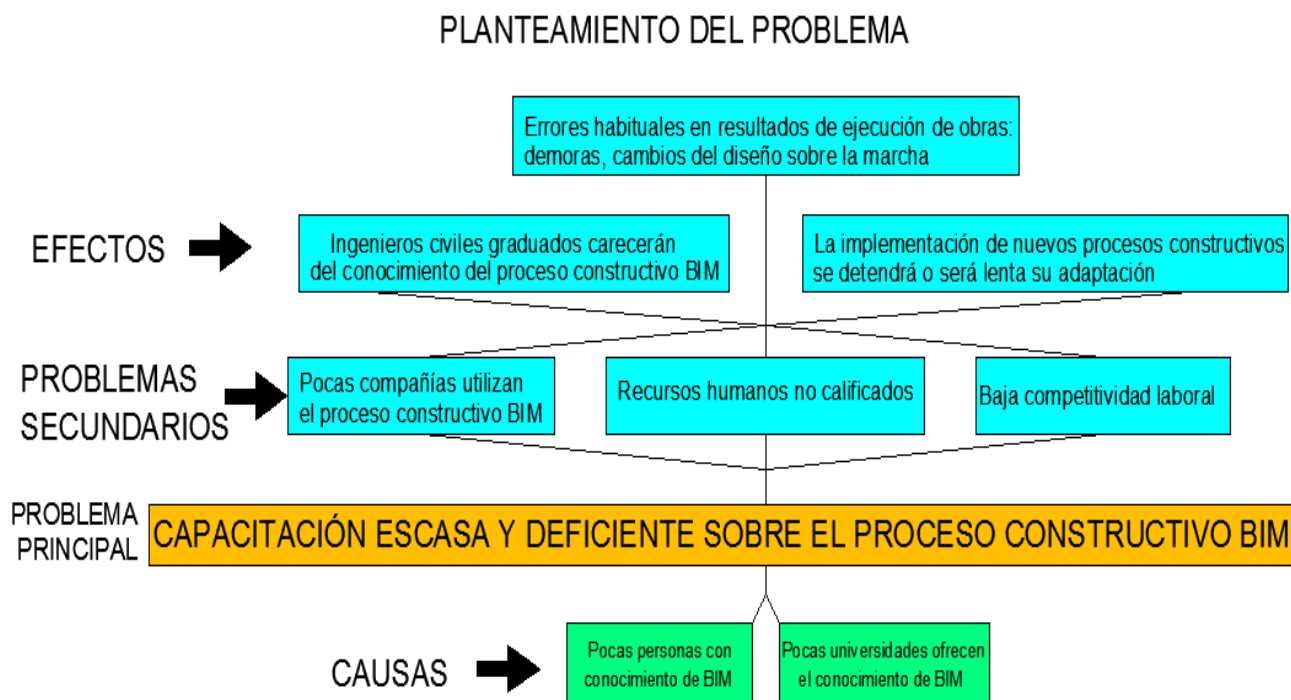 PLANTEAMIENTO DEL PROBLEMA
Errores habituales en resultados de ejecución de obras:
demoras, cambios del diseño sobre la marcha
EFECTOS
Ingenieros civiles graduados carecerán
del conocimiento del proceso constructivo BIM
La implementación de nuevos procesos constructivos
se detendrá o será lenta su adaptación
PROBLEMAS
SECUNDARIOS
Pocas compañías utilizan
el proceso constructivo BIM
Recursos humanos no calificados
Baja competitividad laboral
PROBLEMA
PRINCIPAL
CAPACITACIÓN ESCASA Y DEFICIENTE SOBRE EL PROCESO CONSTRUCTIVO BIM
CAUSAS
Pocas personas con
conocimiento de BIM
Pocas universidades ofrecen
el conocimiento de BIM